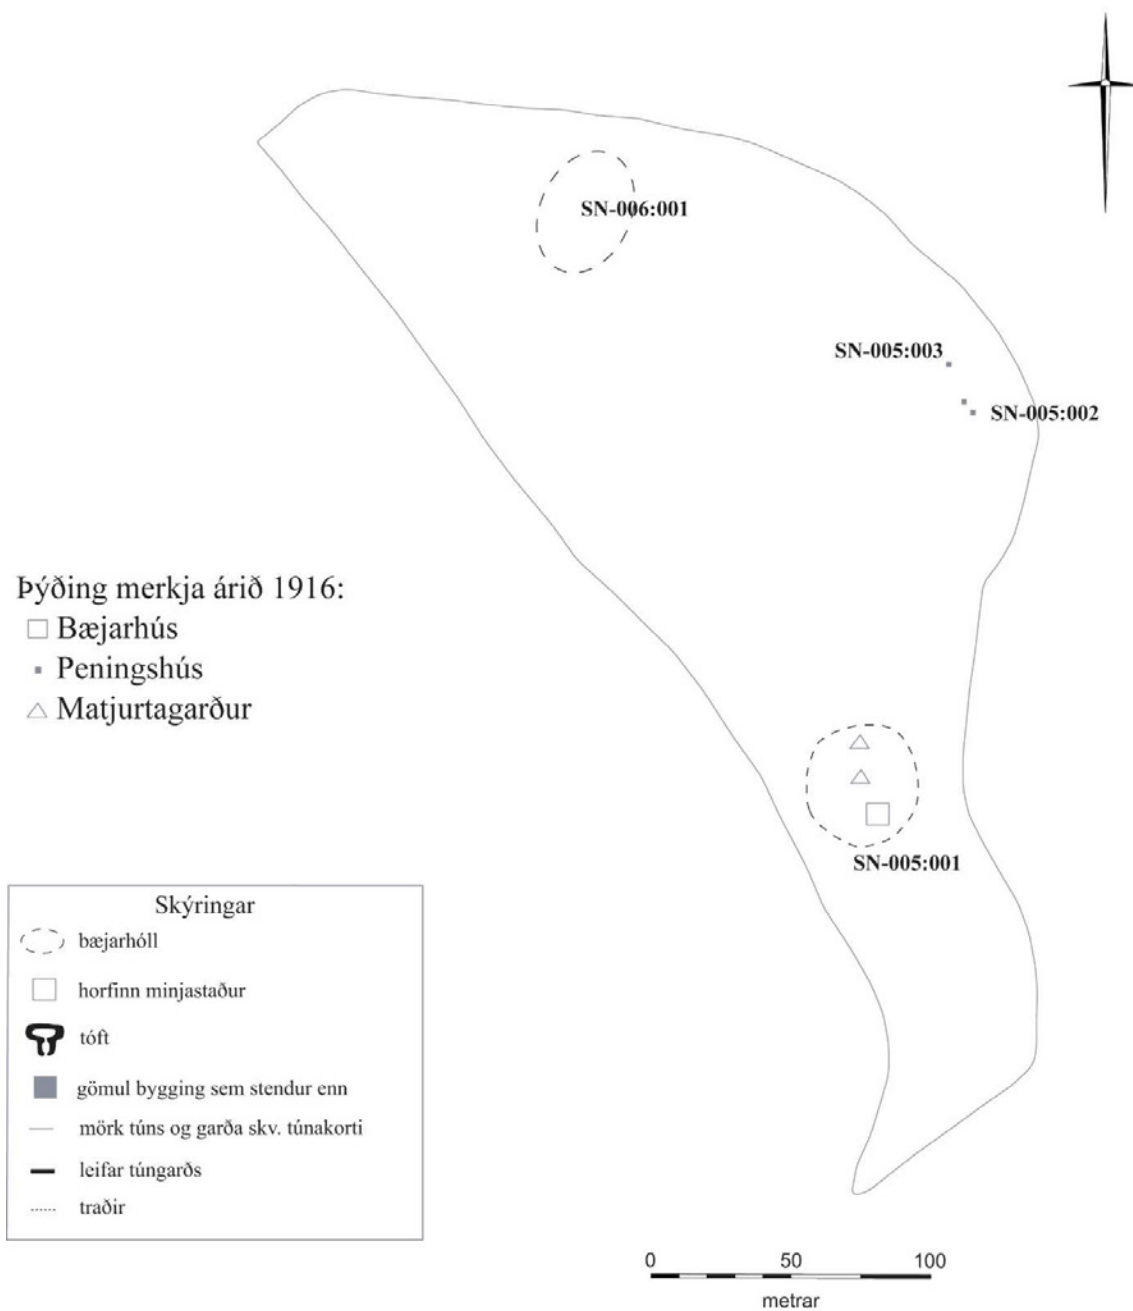 SN-006:001
SN-005:003
SN-005:002
Þýðing merkja árið 1916:
Bæjarhús
Peningshús
Matjurtagarður
SN-005:001
Skýringar
bæjarhóll
horfinn minjastaður
tóft
gömul bygging sem stendur enn
mörk túns og garða skv. túnakorti
leifar túngarðs
traðir
0 50 100
metrar